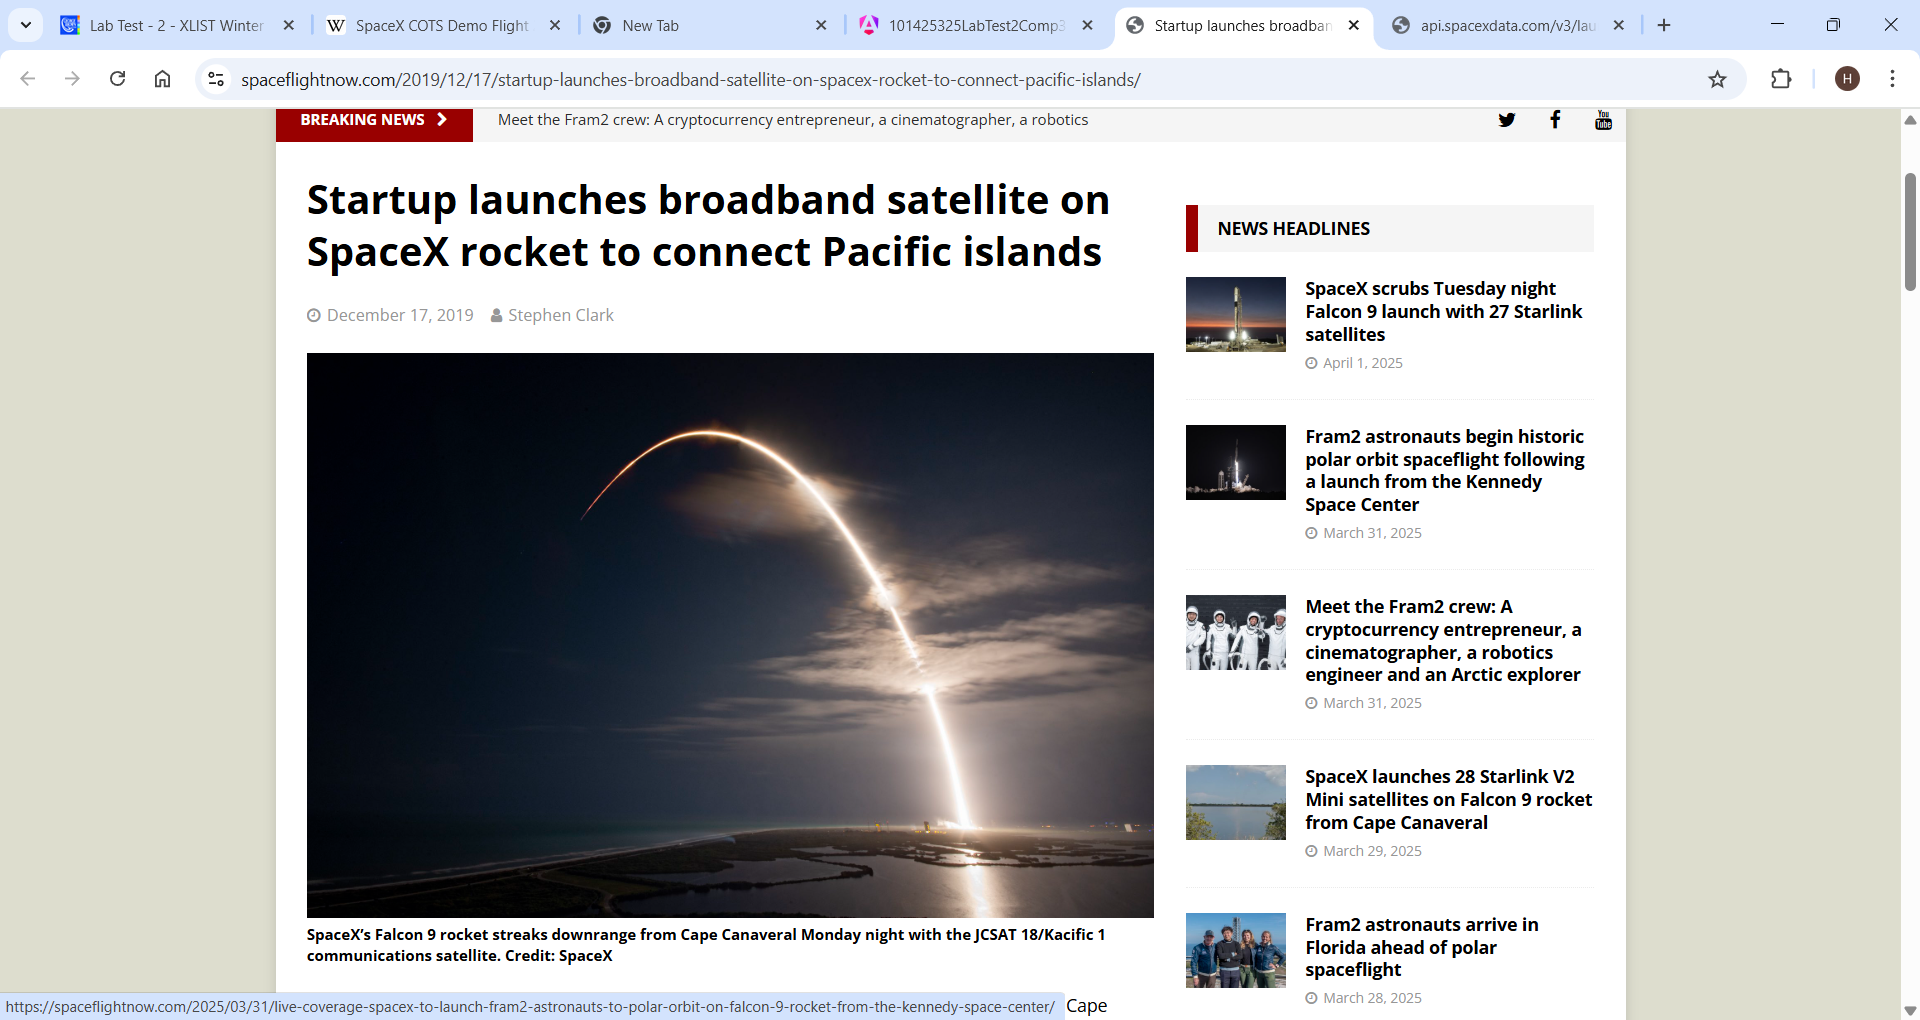 Lab Test - 2 - XLIST Winter
SpaceX COTS Demo Flight
New Tab
101425325LabTest2Comp3
Startup launches broadban
api.spacexdata.com/v3/lau
spaceflightnow.com/2019/12/17/startup-launches-broadband-satellite-on-spacex-rocket-to-connect-pacific-islands/
H
BREAKING NEWS
Meet the Fram2 crew: A cryptocurrency entrepreneur, a cinematographer, a robotics
You
Tube
Startup launches broadband satellite on
SpaceX rocket to connect Pacific islands
December 17, 2019 Stephen Clark
SpaceX’s Falcon 9 rocket streaks downrange from Cape Canaveral Monday night with the JCSAT 18/Kacific 1
communications satellite. Credit: SpaceX
Cape
NEWS HEADLINES
SpaceX scrubs Tuesday night
Falcon 9 launch with 27 Starlink
satellites
April 1, 2025
Fram2 astronauts begin historic
polar orbit spaceflight following
a launch from the Kennedy
Space Center
March 31, 2025
Meet the Fram2 crew: A
cryptocurrency entrepreneur, a
cinematographer, a robotics
engineer and an Arctic explorer
March 31, 2025
SpaceX launches 28 Starlink V2
Mini satellites on Falcon 9 rocket
from Cape Canaveral
March 29, 2025
Fram2 astronauts arrive in
Florida ahead of polar
spaceflight
March 28, 2025
https://spaceflightnow.com/2025/03/31/live-coverage-spacex-to-launch-fram2-astronauts-to-polar-orbit-on-falcon-9-rocket-from-the-kennedy-space-center/